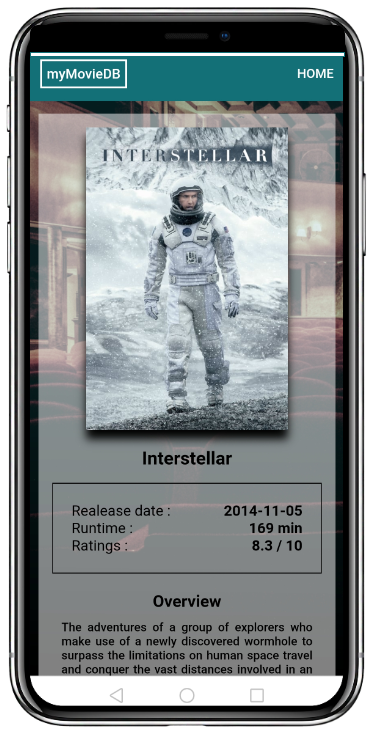 myMovieDB HOME
INTERSTELLAR
Interstellar
Realease date : 2014-11-05
Runtime : 169 min
Ratings : 8.3 / 10
Overview
The adventures of a group of explorers who
make use of a newly discovered wormhole to
surpass the limitations on human space travel
and conquer the vast distances involved in an